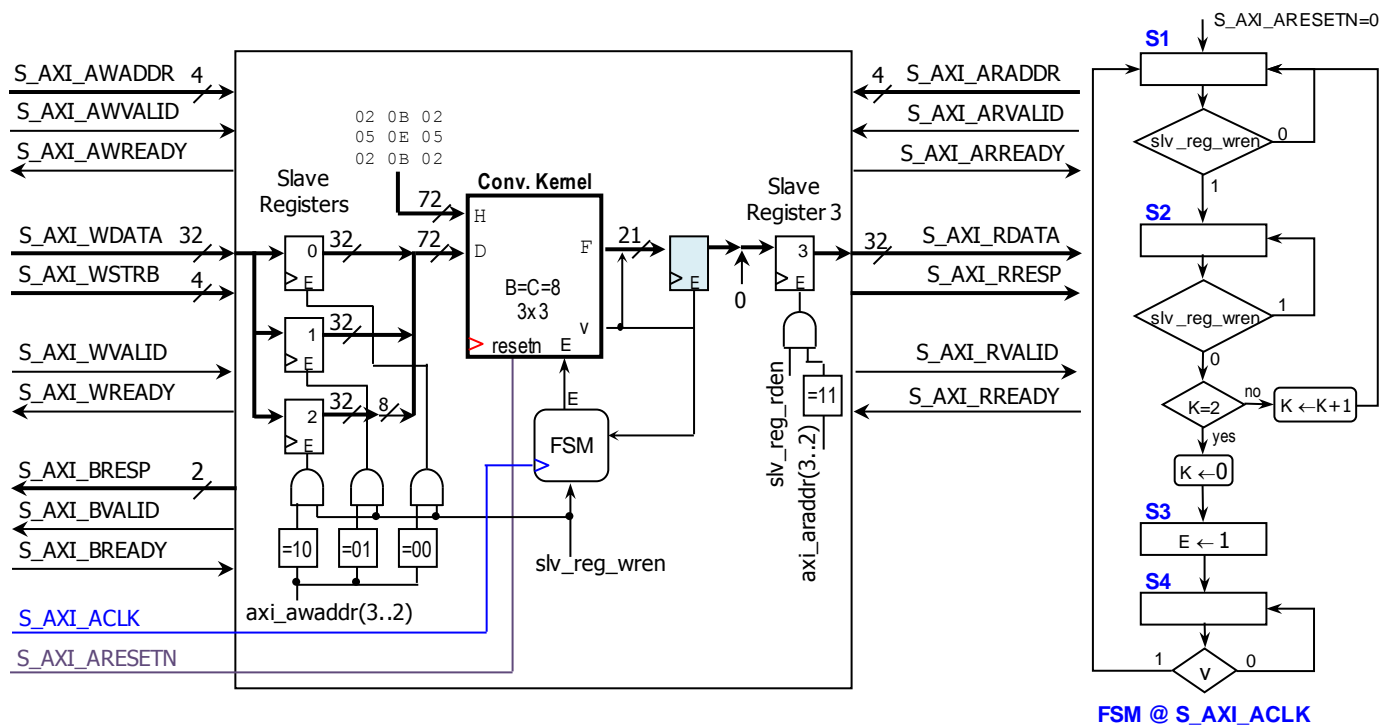 S_AXI_AWADDR 4
S_AXI_AWVALID
S_AXI_AWREADY
S_AXI_WDATA 32
S_AXI_WSTRB 4
S_AXI_WVALID
S_AXI_WREADY
S_AXI_BRESP 2
S_AXI_BVALID
S_AXI_BREADY
S_AXI_ACLK
S_AXI_ARESETN
02 0B 02
05 0E 02
02 0B 02
Slave
Registers
0
E
32
1
E
32
2
E
32
8
72
72
=10
=01
=00
axi_awaddr(3..2)
Conv. Kernel
H
D
F
B=C=8
3x3
v
resetn
E
E
FSM
slv_reg_wren
21
E
0
Slave
Register 3
3
E
slv_reg_rden
=11
axi_araddr(3..2)
4 S_AXI_ARADDR
S_AXI_ARVALID
S_AXI_ARREADY
32 S_AXI_RDATA
S_AXI_RRESP
S_AXI_RVALID
S_AXI_RREADY
S_AXI_ARESETN=0
S1
slv_reg_wren
0
1
S2
slv_reg_wren
1
0
K=2
no
K ←K+1
yes
K ←0
S3
E ← 1
S4
1
v
0
FSM @ S_AXI_ACLK